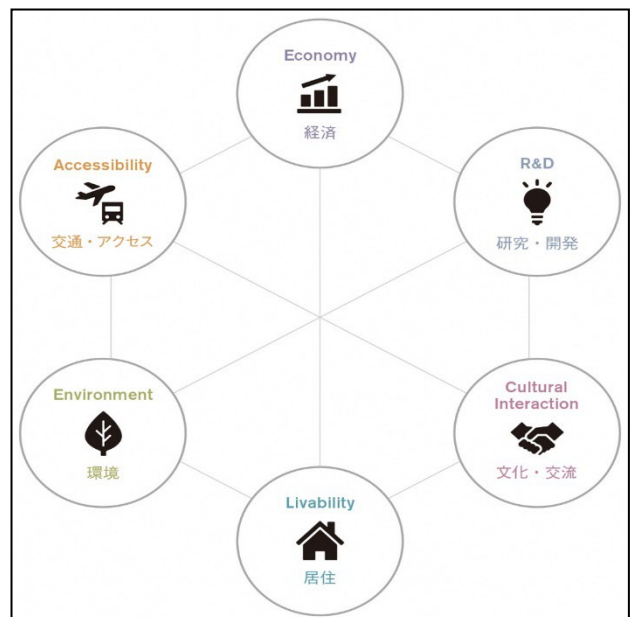 Economy
経済
Accessibility
交通・アクセス
R&D
研究・開発
Environment
環境
Cultural
Interaction
文化・交流
Livability
居住